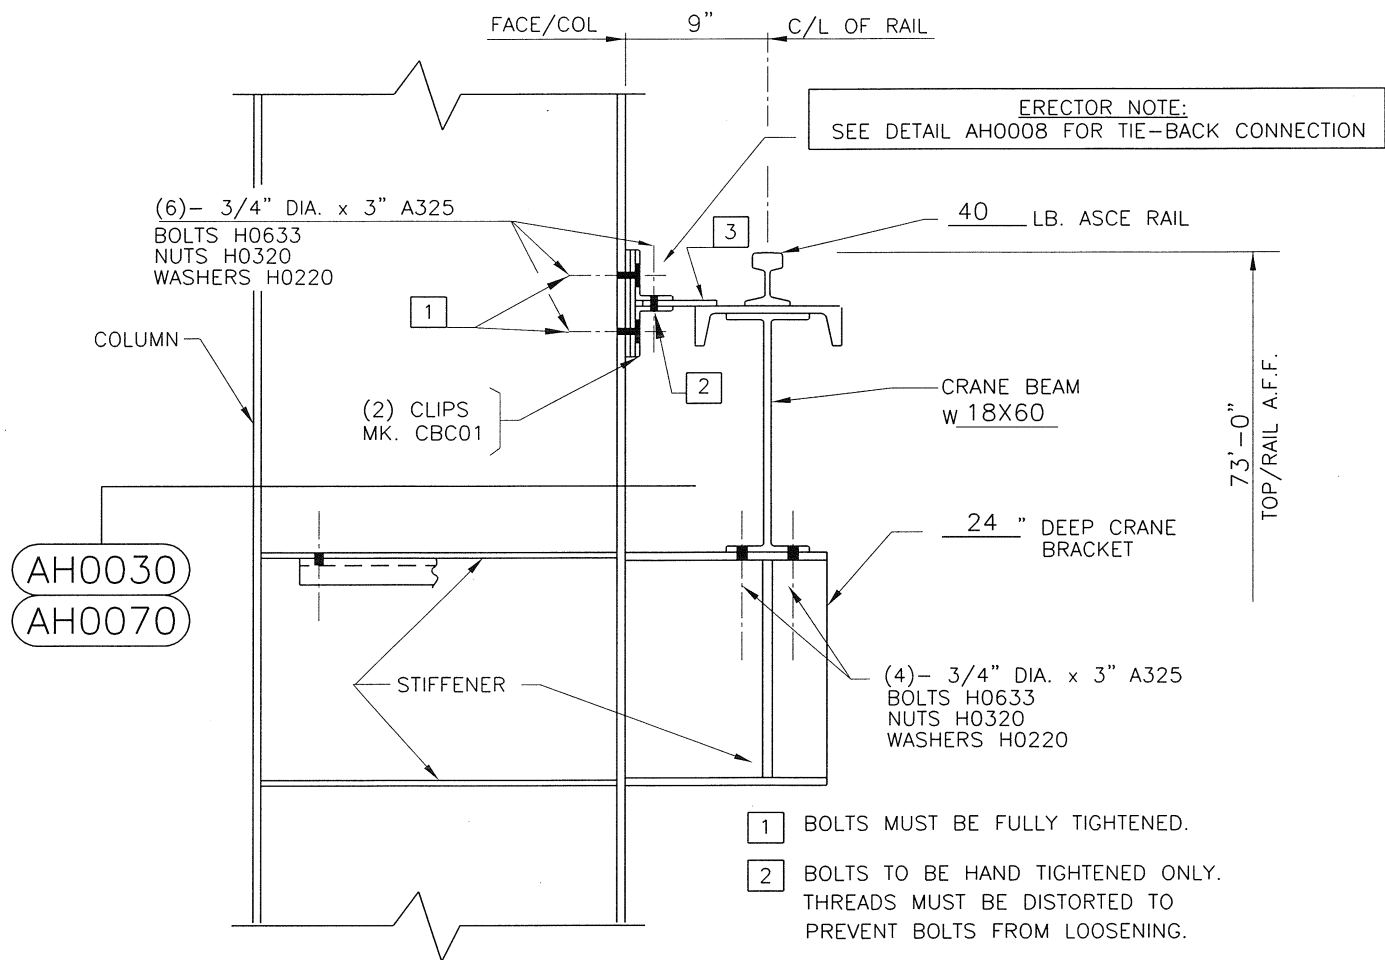 FACE/COL
9"
C/L OF RAIL
ERECTOR NOTE:
SEE DETAIL AH0008 FOR TIE-BACK CONNECTION
(6)- 3/4" DIA. x 3" A325
BOLTS H0633
NUTS H0320
WASHERS H0220
3
40 LB. ASCE RAIL
1
COLUMN
2
(2) CLIPS
MK. CBC01
CRANE BEAM
W 18X60
73'-0"
TOP/RAIL A.F.F.
24 " DEEP CRANE
BRACKET
AH0030
AH0070
STIFFENER
(4)- 3/4" DIA. x 3" A325
BOLTS H0633
NUTS H0320
WASHERS H0220
1 BOLTS MUST BE FULLY TIGHTENED.
2 BOLTS TO BE HAND TIGHTENED ONLY.
THREADS MUST BE DISTORTED TO
PREVENT BOLTS FROM LOOSENING.